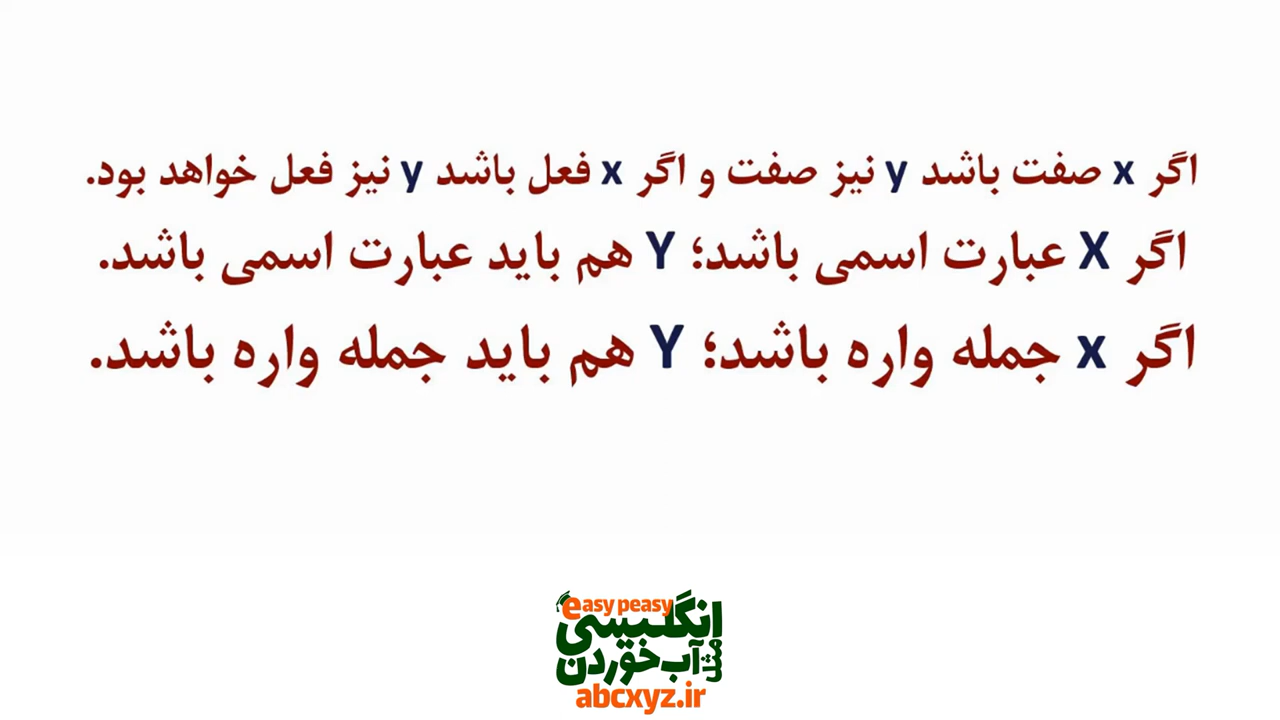 اگر x صفت باشد y نیز صفت و اگر x فعل باشد y نیز فعل خواهد بود.
اگر X عبارت اسمی باشد؛ Y هم باید عبارت اسمی باشد.
اگر x جمله واره باشد؛ Y هم باید جمله واره باشد.
easy peasy
انگلیسی
مثل آب خوردن
abcxyz.ir